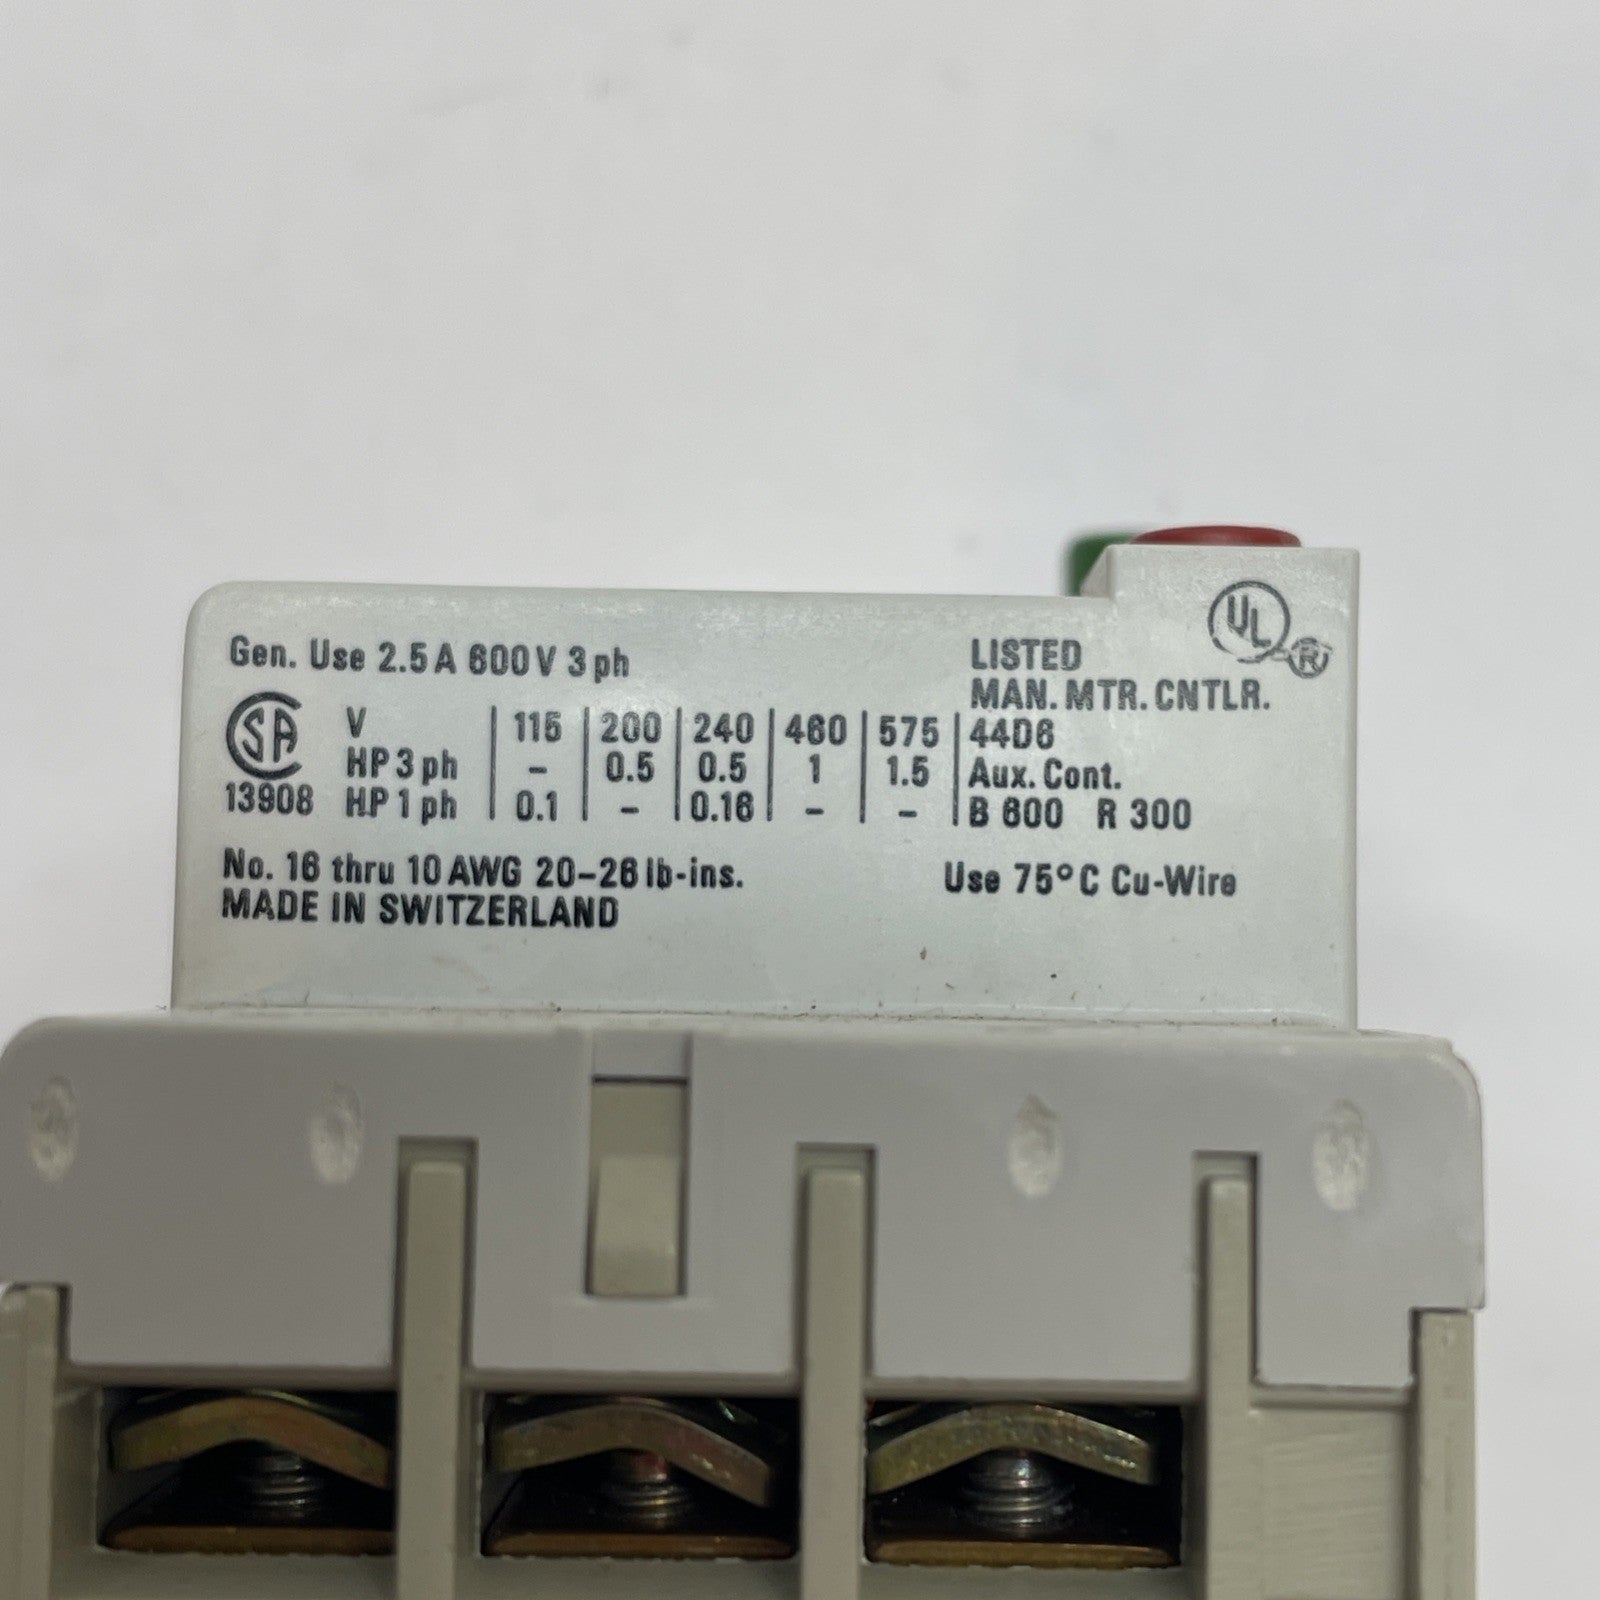 Gen. Use 2.5 A 600 V 3 ph
LISTED
UL
R
MAN. MTR. CNTLR.
SA
V | 115 | 200 | 240 | 460 | 575 | 44D6
HP 3 ph | – | 0.5 | 0.5 | 1 | 1.5 | Aux. Cont.
13908 HP 1 ph | 0.1 | – | 0.16 | – | – | B 600 R 300
No. 16 thru 10 AWG 20–26 lb-ins.
Use 75°C Cu-Wire
MADE IN SWITZERLAND